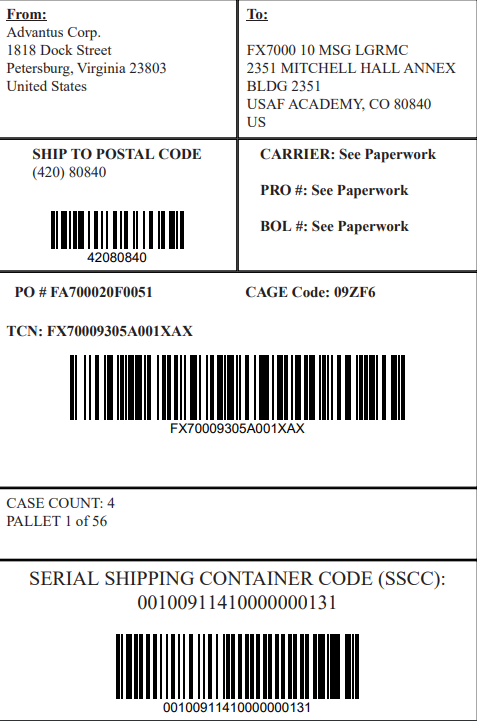 From:
Advantus Corp.
1818 Dock Street
Petersburg, Virginia 23803
United States
To:
FX7000 10 MSG LGRMC
2351 MITCHELL HALL ANNEX
BLDG 2351
USAF ACADEMY, CO 80840
US
SHIP TO POSTAL CODE
(420) 80840
42080840
CARRIER: See Paperwork
PRO #: See Paperwork
BOL #: See Paperwork
PO # FA700020F0051
CAGE Code: 09ZF6
TCN: FX70009305A001XAX
FX70009305A001XAX
CASE COUNT: 4
PALLET 1 of 56
SERIAL SHIPPING CONTAINER CODE (SSCC):
00100911410000000131
00100911410000000131